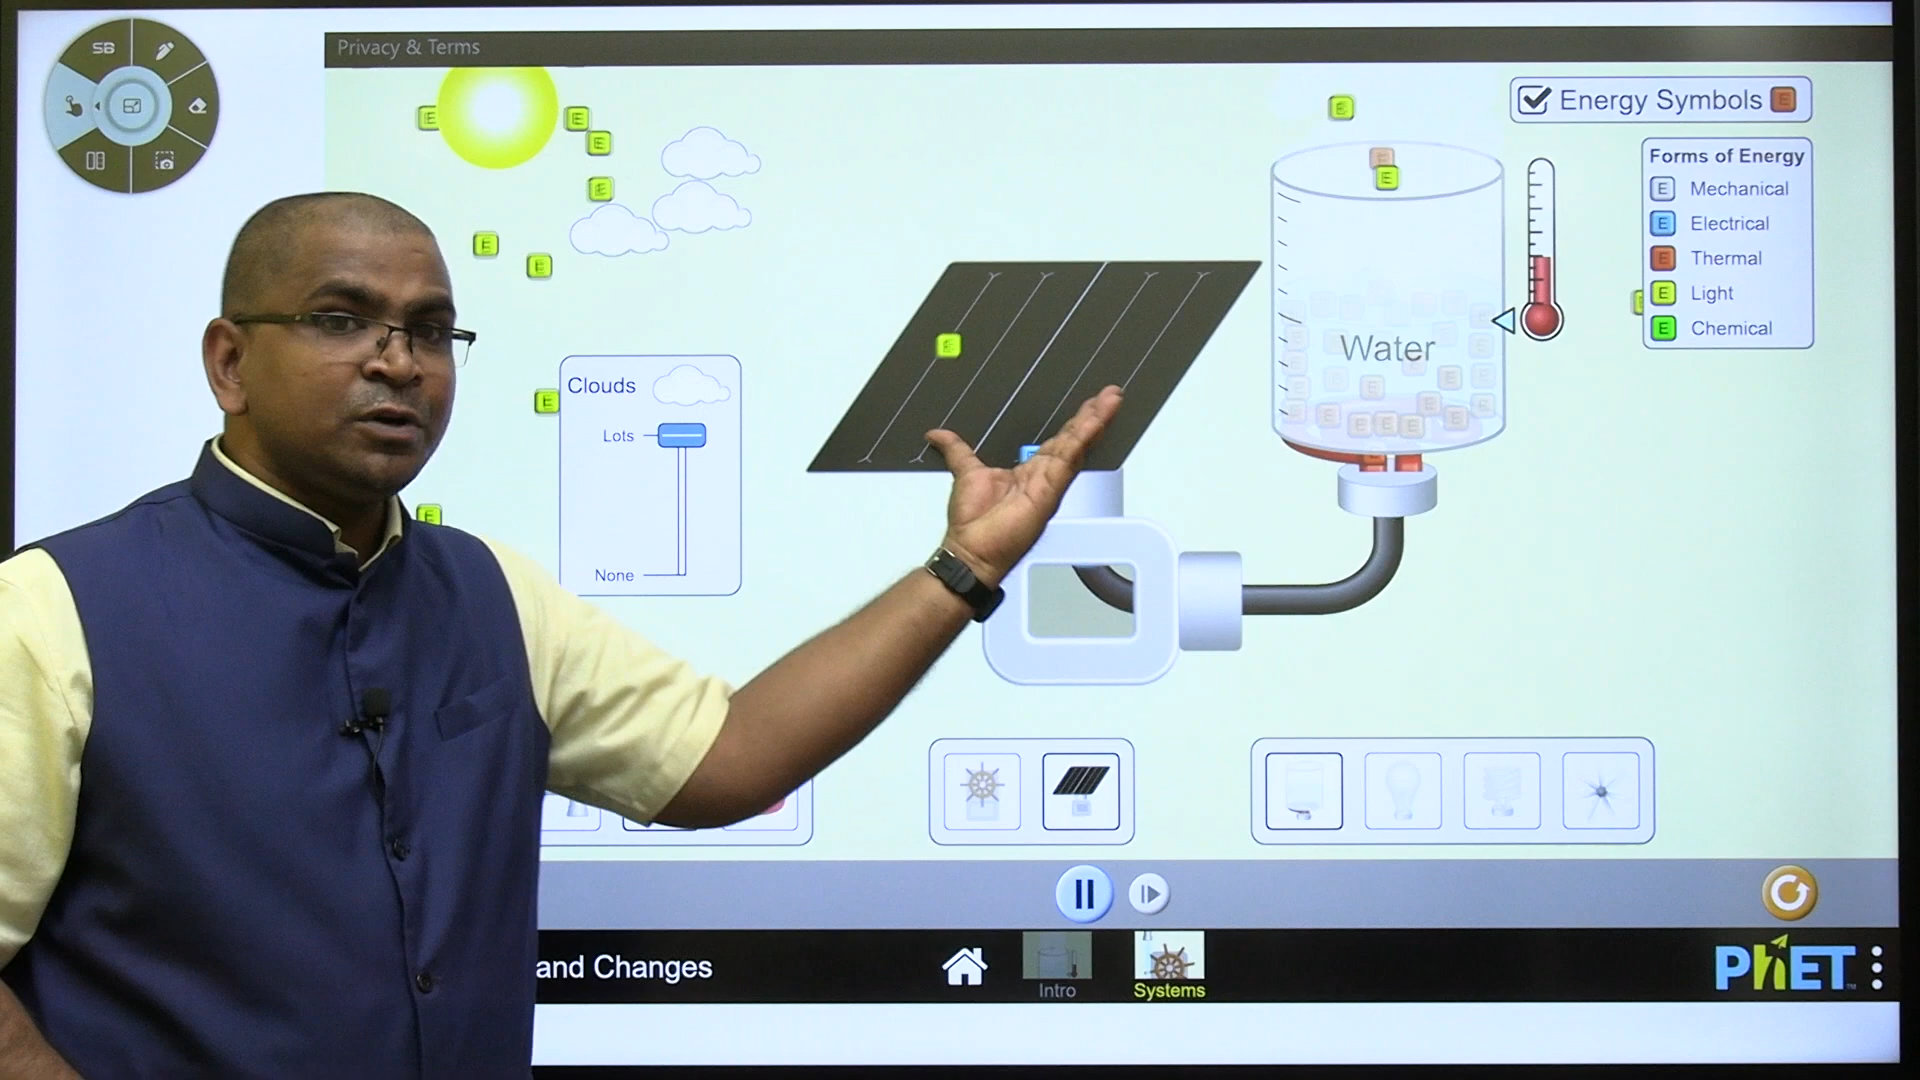 SB
Privacy & Terms
Energy Symbols E
Forms of Energy
E Mechanical
E Electrical
E Thermal
E Light
E Chemical
Water
Clouds
Lots
None
and Changes
Intro
Systems
PhET